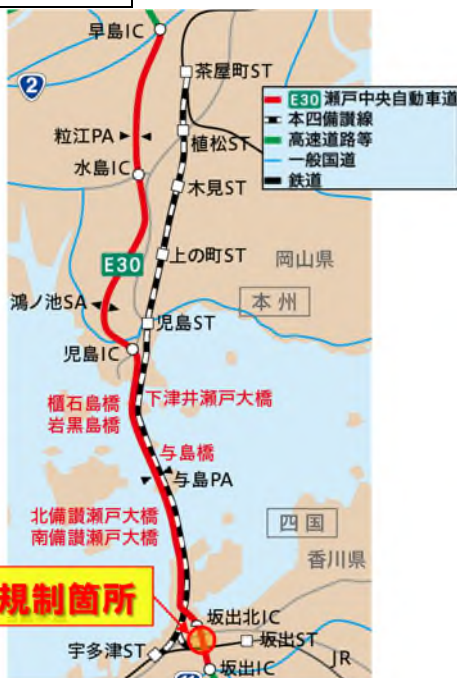 早島IC
茶屋町ST
2
E30 瀬戸中央自動車道
本四備讃線
高速道路等
一般国道
鉄道
粒江PA
植松ST
水島IC
木見ST
E30
上の町ST
岡山県
鴻ノ池SA
本州
児島ST
児島IC
櫃石島橋
岩黒島橋
下津井瀬戸大橋
与島橋
与島PA
北備讃瀬戸大橋
南備讃瀬戸大橋
四国
香川県
規制箇所
坂出北IC
宇多津ST
坂出ST
JR
坂出IC
11